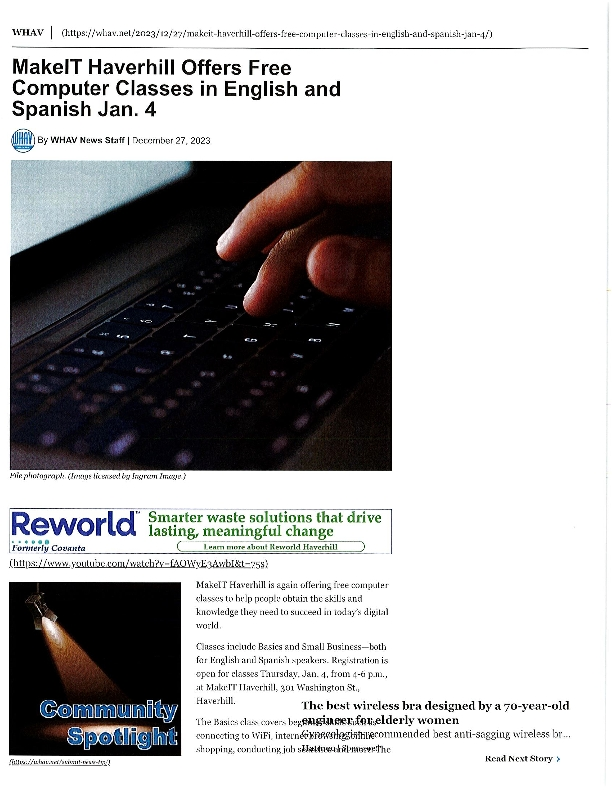 WHAV | (https://whav.net/2023/12/27/makeit-haverhill-offers-free-computer-classes-in-english-and-spanish-jan-4/)
MakeIT Haverhill Offers Free
Computer Classes in English and
Spanish Jan. 4
WHAV
By WHAV News Staff | December 27, 2023
File photograph. (Image licensed by Ingram Image.)
Reworld™
Formerly Covanta
Smarter waste solutions that drive
lasting, meaningful change
Learn more about Reworld Haverhill
(https://www.youtube.com/watch?v=fAOWyE3AwbI&t=75s)
Community
Spotlight
(https://whav.net/submit-news-tip/)
MakeIT Haverhill is again offering free computer
classes to help people obtain the skills and
knowledge they need to succeed in today's digital
world.
Classes include Basics and Small Business—both
for English and Spanish speakers. Registration is
open for classes Thursday, Jan. 4, from 4-6 p.m.,
at MakeIT Haverhill, 301 Washington St.,
Haverhill.
The Basics class covers
connecting to WiFi,
shopping, conducting job
The
The best wireless bra designed by a 70-year-old
engineer for elderly women
Gynecologists recommended best anti-sagging wireless br...
Read Next Story >